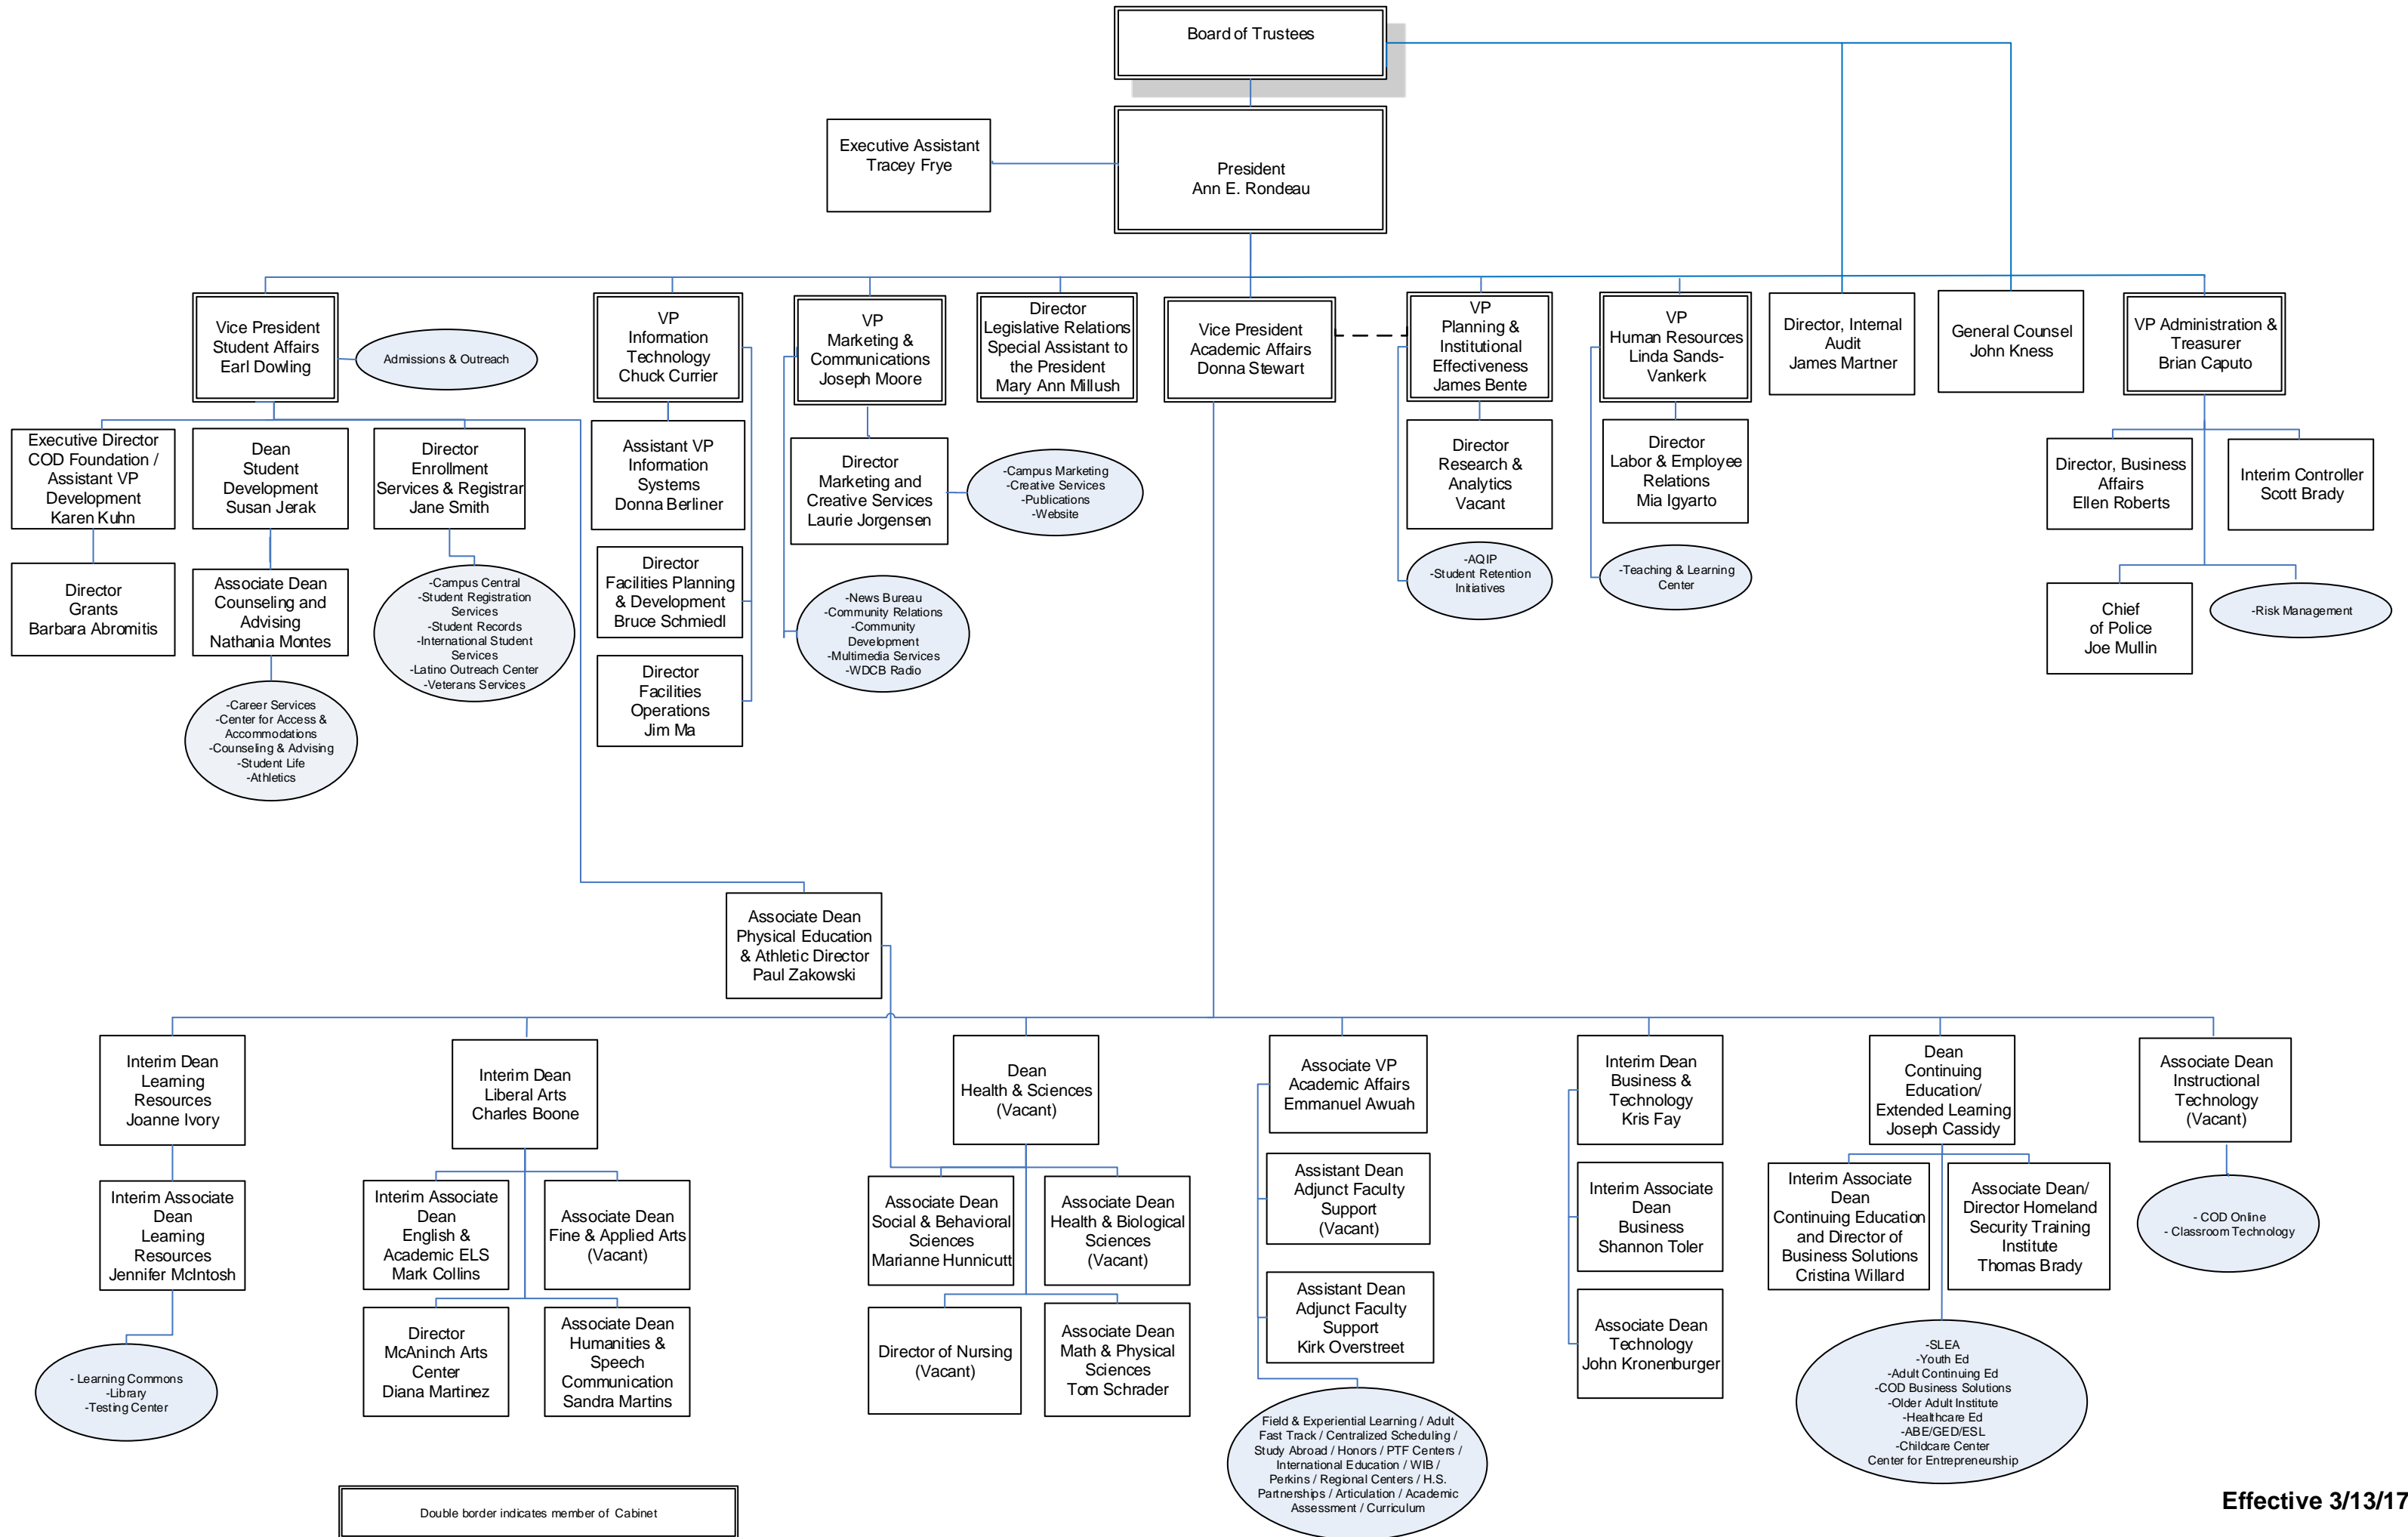 Board of Trustees
Executive Assistant
Tracey Frye
President
Ann E. Rondeau
Vice President
Student Affairs
Earl Dowling
Admissions & Outreach
VP
Information
Technology
Chuck Currier
VP
Marketing &
Communications
Joseph Moore
Director
Legislative Relations
Special Assistant to
the President
Mary Ann Millush
Vice President
Academic Affairs
Donna Stewart
VP
Planning &
Institutional
Effectiveness
James Bente
VP
Human Resources
Linda Sands-
Vankerk
Director, Internal
Audit
James Martner
General Counsel
John Kness
VP Administration &
Treasurer
Brian Caputo
Executive Director
COD Foundation /
Assistant VP
Development
Karen Kuhn
Dean
Student
Development
Susan Jerak
Director
Enrollment
Services & Registrar
Jane Smith
Assistant VP
Information
Systems
Donna Berliner
Director
Marketing and
Creative Services
Laurie Jorgensen
-Campus Marketing
-Creative Services
-Publications
-Website
Director
Research &
Analytics
Vacant
Director
Labor & Employee
Relations
Mia Igyarto
Director, Business
Affairs
Ellen Roberts
Interim Controller
Scott Brady
Director
Grants
Barbara Abromitis
Associate Dean
Counseling and
Advising
Nathania Montes
-Campus Central
-Student Registration
Services
-Student Records
-International Student
Services
-Latino Outreach Center
-Veterans Services
Director
Facilities Planning
& Development
Bruce Schmiedl
-News Bureau
-Community Relations
-Community
Development
-Multimedia Services
-WDCB Radio
-AQIP
-Student Retention
Initiatives
-Teaching & Learning
Center
Chief
of Police
Joe Mullin
-Risk Management
Director
Facilities
Operations
Jim Ma
-Career Services
-Center for Access &
Accommodations
-Counseling & Advising
-Student Life
-Athletics
Associate Dean
Physical Education
& Athletic Director
Paul Zakowski
Interim Dean
Learning
Resources
Joanne Ivory
Interim Dean
Liberal Arts
Charles Boone
Dean
Health & Sciences
(Vacant)
Associate VP
Academic Affairs
Emmanuel Awuah
Interim Dean
Business &
Technology
Kris Fay
Dean
Continuing
Education/
Extended Learning
Joseph Cassidy
Associate Dean
Instructional
Technology
(Vacant)
Interim Associate
Dean
Learning
Resources
Jennifer McIntosh
Interim Associate
Dean
English &
Academic ELS
Mark Collins
Associate Dean
Fine & Applied Arts
(Vacant)
Associate Dean
Social & Behavioral
Sciences
Marianne Hunnicutt
Associate Dean
Health & Biological
Sciences
(Vacant)
Assistant Dean
Adjunct Faculty
Support
(Vacant)
Interim Associate
Dean
Business
Shannon Toler
Interim Associate
Dean
Continuing Education
and Director of
Business Solutions
Cristina Willard
Associate Dean/
Director Homeland
Security Training
Institute
Thomas Brady
- COD Online
- Classroom Technology
Director
McAninch Arts
Center
Diana Martinez
Associate Dean
Humanities &
Speech
Communication
Sandra Martins
Director of Nursing
(Vacant)
Associate Dean
Math & Physical
Sciences
Tom Schrader
Assistant Dean
Adjunct Faculty
Support
Kirk Overstreet
Associate Dean
Technology
John Kronenburger
- Learning Commons
-Library
-Testing Center
-SLEA
-Youth Ed
-Adult Continuing Ed
-COD Business Solutions
-Older Adult Institute
-Healthcare Ed
-ABE/GED/ESL
-Childcare Center
Center for Entrepreneurship
Field & Experiential Learning / Adult
Fast Track / Centralized Scheduling /
Study Abroad / Honors / PTF Centers /
International Education / WIB /
Perkins / Regional Centers / H.S.
Partnerships / Articulation / Academic
Assessment / Curriculum
Double border indicates member of Cabinet
Effective 3/13/17